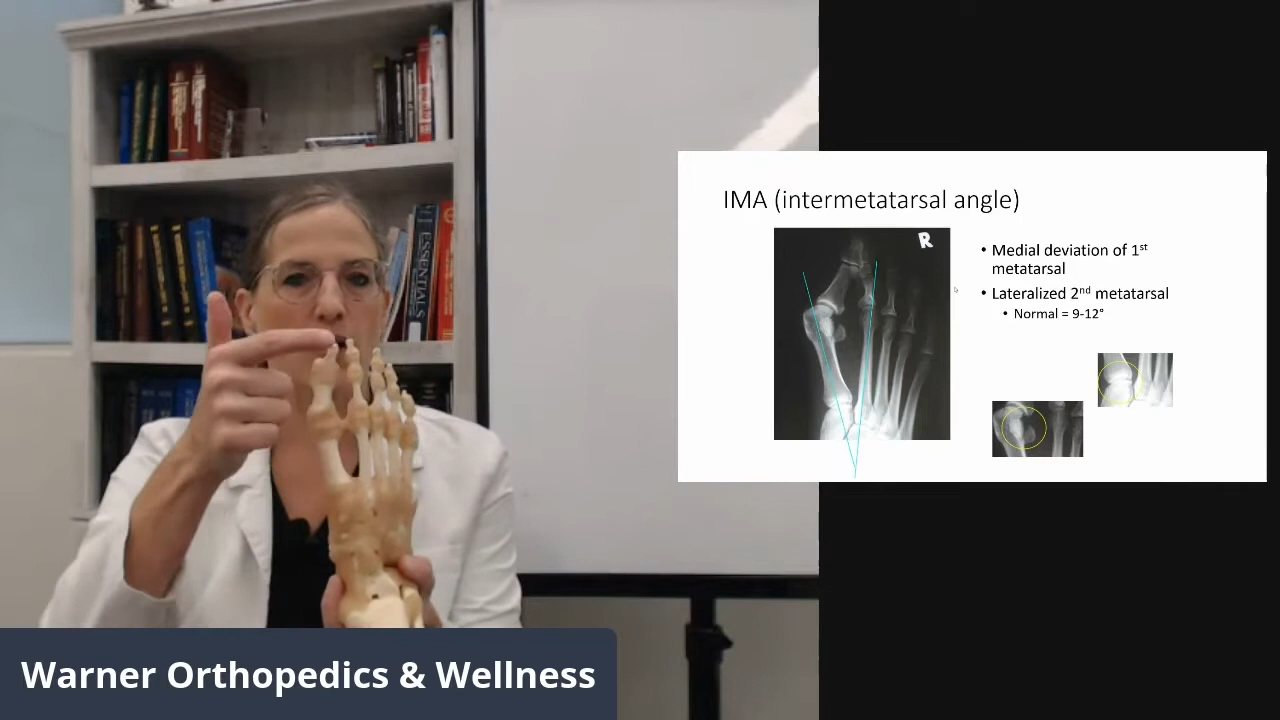 ESSENTIALS
IMA (intermetatarsal angle)
R
• Medial deviation of 1st
metatarsal
• Lateralized 2nd metatarsal
• Normal = 9-12°
Warner Orthopedics & Wellness